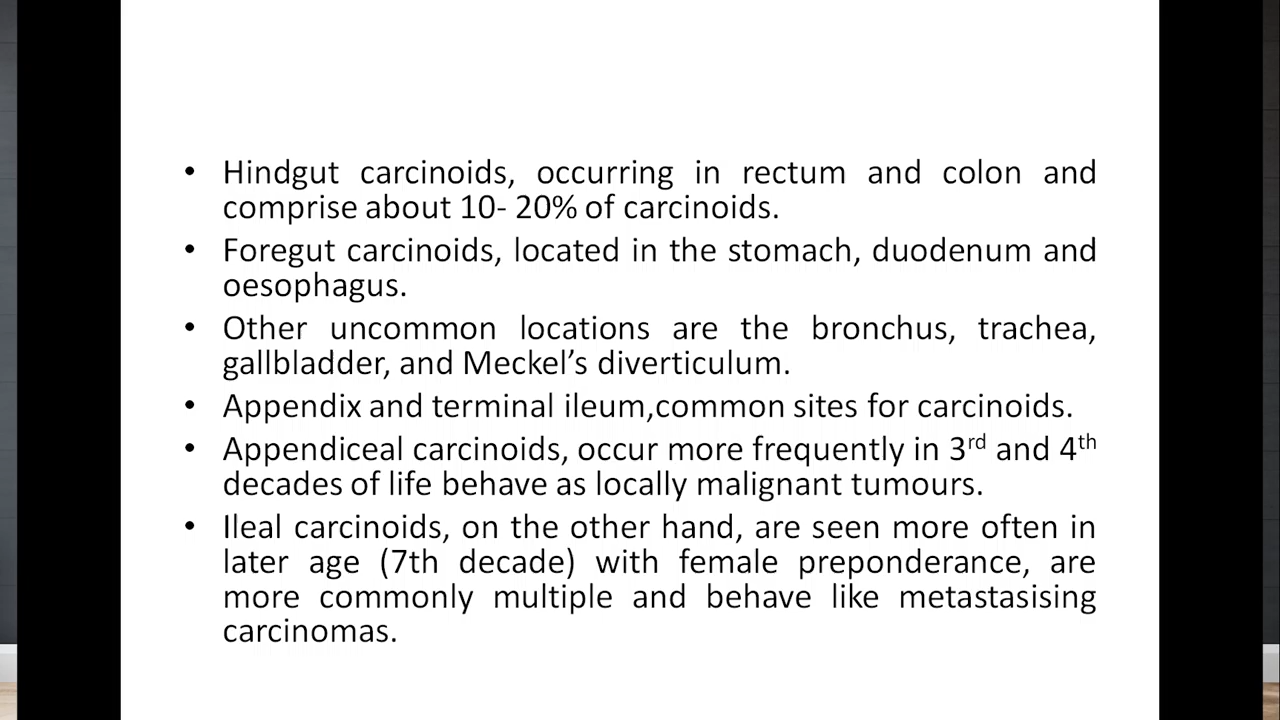 • Hindgut carcinoids, occurring in rectum and colon and
comprise about 10- 20% of carcinoids.
• Foregut carcinoids, located in the stomach, duodenum and
oesophagus.
• Other uncommon locations are the bronchus, trachea,
gallbladder, and Meckel’s diverticulum.
• Appendix and terminal ileum,common sites for carcinoids.
• Appendiceal carcinoids, occur more frequently in 3rd and 4th
decades of life behave as locally malignant tumours.
• Ileal carcinoids, on the other hand, are seen more often in
later age (7th decade) with female preponderance, are
more commonly multiple and behave like metastasising
carcinomas.